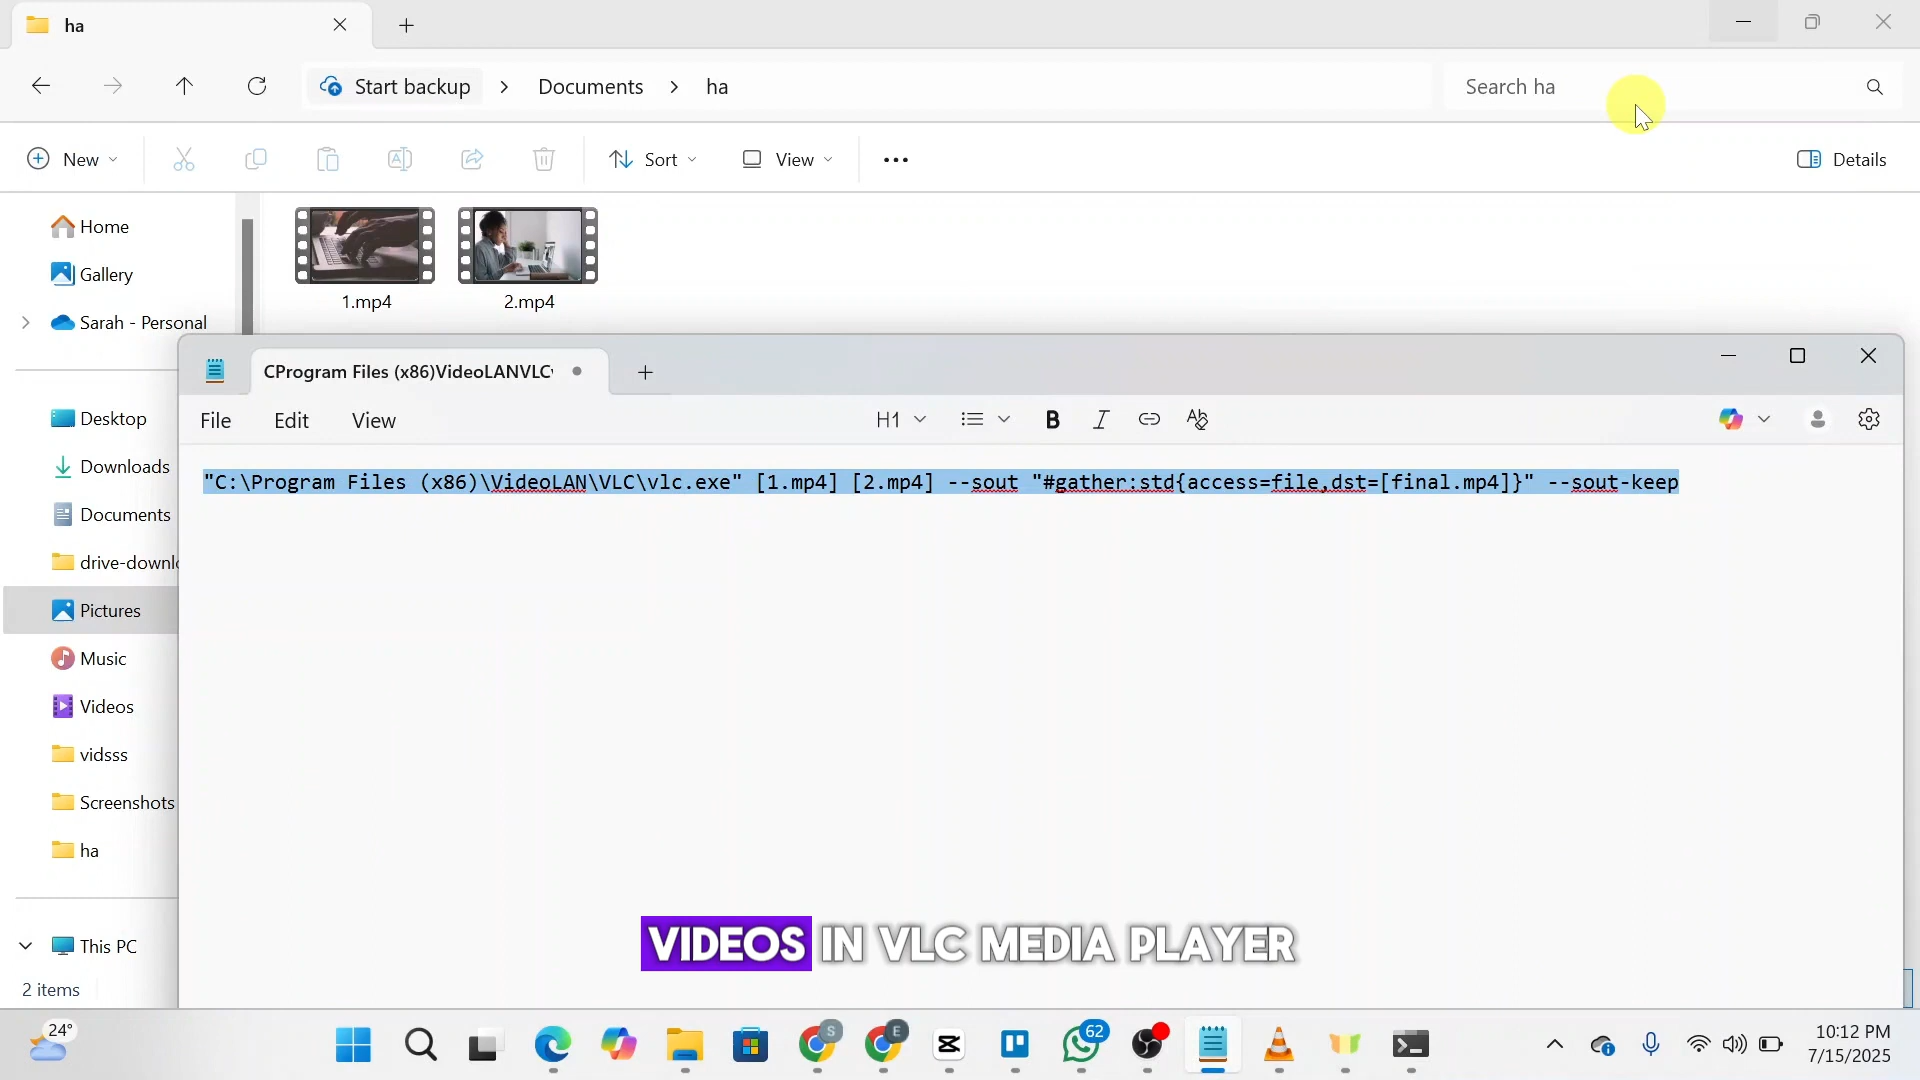 ha
Start backup > Documents > ha
Search ha
New
Sort
View
Details
Home
Gallery
Sarah - Personal
1.mp4
2.mp4
CProgram Files (x86)VideoLANVLC
File
Edit
View
H1
"C:\Program Files (x86)\VideoLAN\VLC\vlc.exe" [1.mp4] [2.mp4] --sout "#gather:std{access=file,dst=[final.mp4]}" --sout-keep
Desktop
Downloads
Documents
drive-downlo
Pictures
Music
Videos
vidsss
Screenshots
ha
This PC
2 items
VIDEOS IN VLC MEDIA PLAYER
24°
S
E
62
10:12 PM
7/15/2025